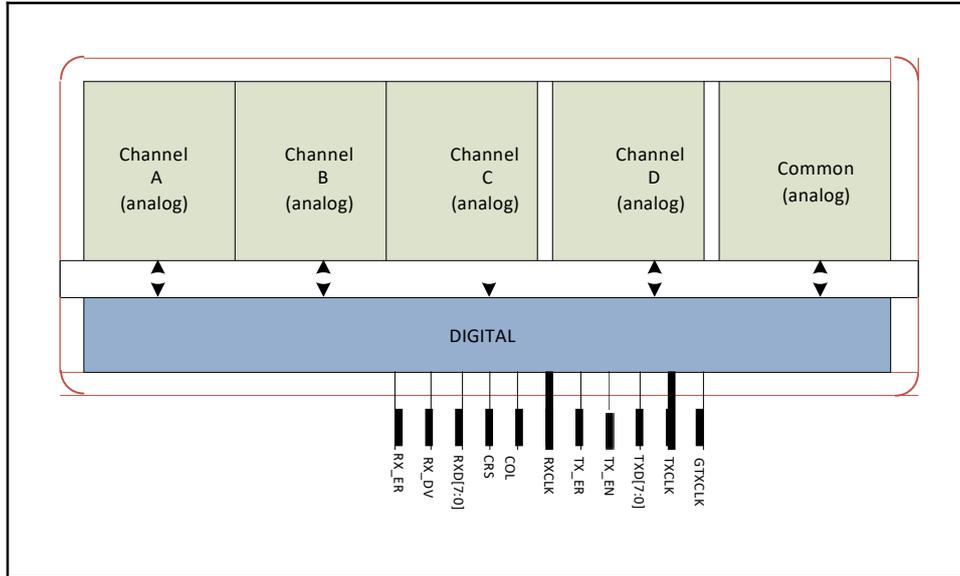 Channel
A
(analog)
Channel
B
(analog)
Channel
C
(analog)
Channel
D
(analog)
Common
(analog)
DIGITAL
RX_ER
RX_DV
RXD[7:0]
CRS
COL
RXCLK
TX_ER
TX_EN
TXD[7:0]
TXCLK
GTXCLK